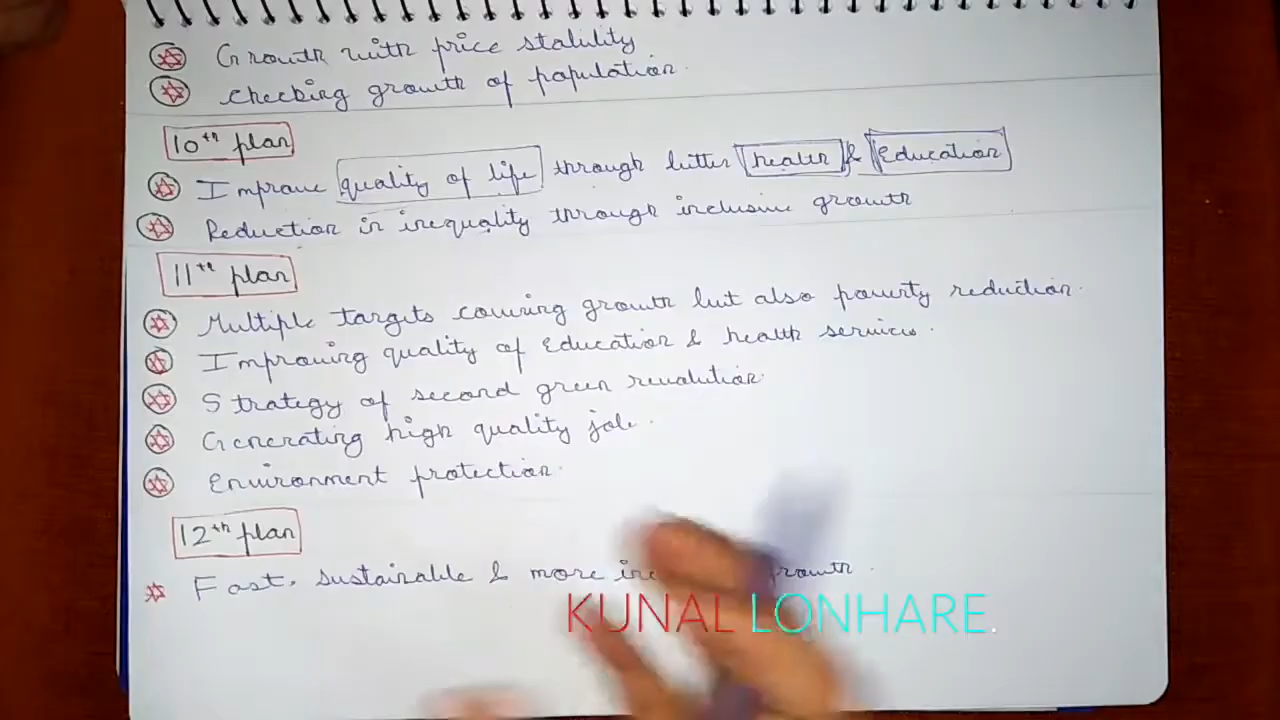 Growth with price stability
Checking growth of population.
10th plan
Improve quality of life through better health & Education
Reduction in inequality through inclusive growth
11th plan
Multiple targets covering growth but also poverty reduction.
Improving quality of Education & health services.
Strategy of second green revolution.
Generating high quality job.
Environment protection.
12th plan
Fast, sustainable & more growth.
KUNAL LONHARE.